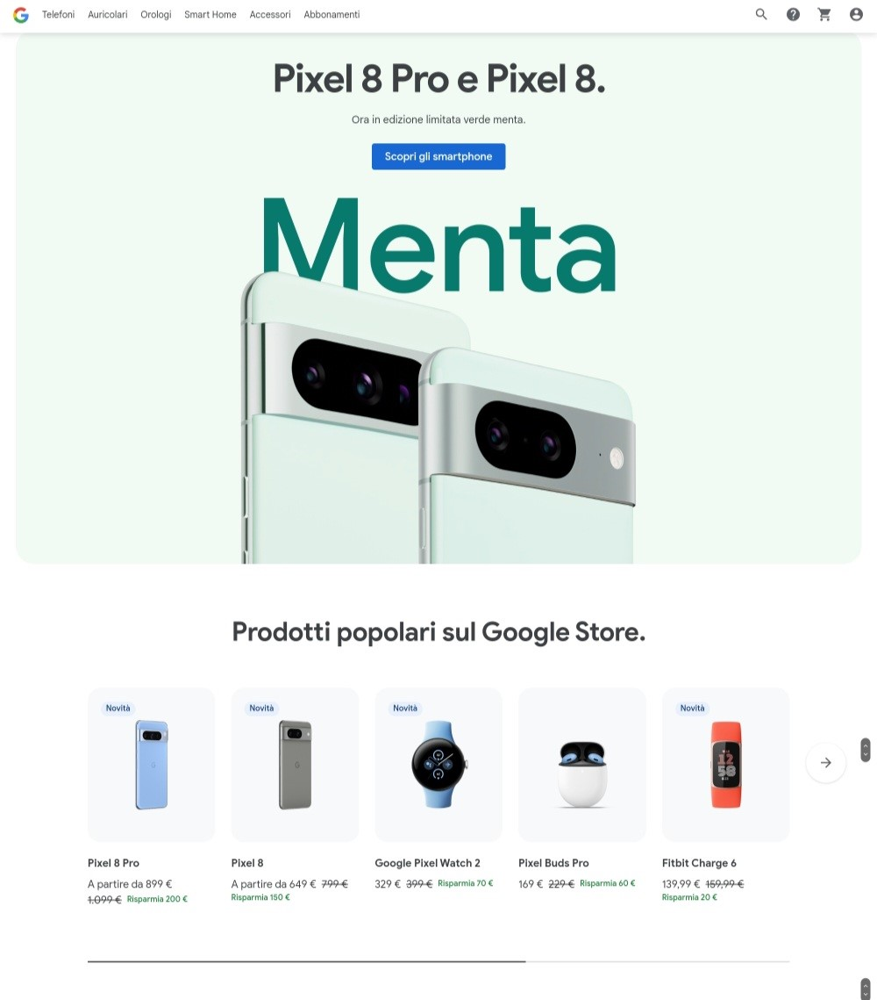 Telefoni Auricolari Orologi Smart Home Accessori Abbonamenti
Pixel 8 Pro e Pixel 8.
Ora in edizione limitata verde menta.
Scopri gli smartphone
Menta
Prodotti popolari sul Google Store.
Novità
Novità
Novità
Novità
12
58
Pixel 8 Pro
A partire da 899 €
1.099 € Risparmia 200 €
Pixel 8
A partire da 649 € 799 €
Risparmia 150 €
Google Pixel Watch 2
329 € 399 € Risparmia 70 €
Pixel Buds Pro
169 € 229 € Risparmia 60 €
Fitbit Charge 6
139,99 € 159,99 €
Risparmia 20 €